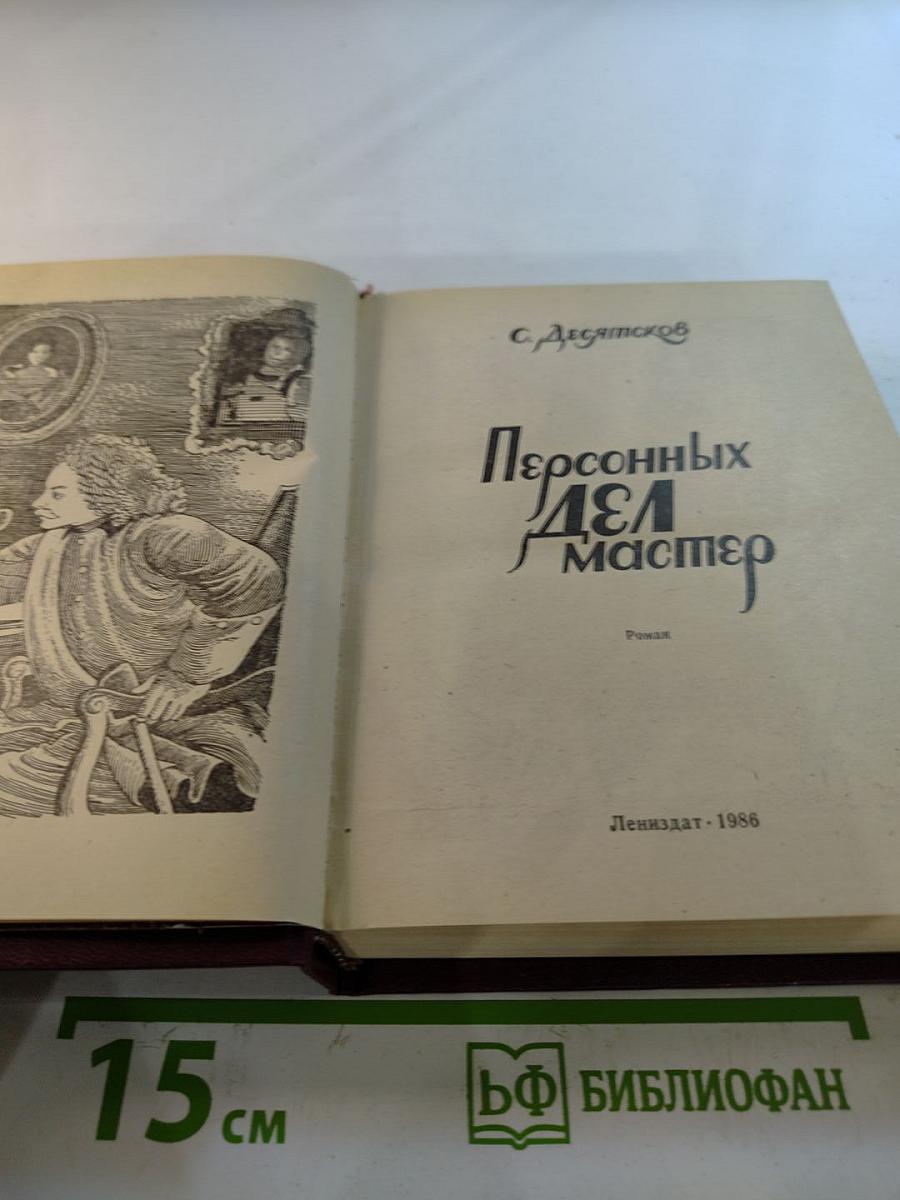 С. Десятсков
Персонных
дел
мастер
Роман
Лениздат · 1986
15 см
БФ БИБЛИОФАН